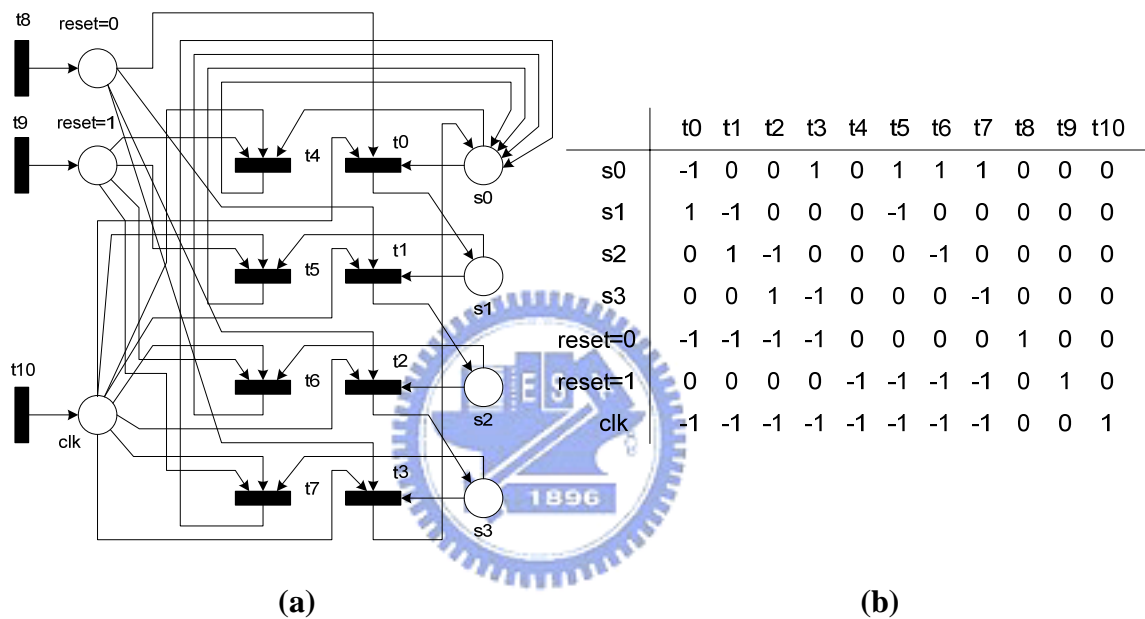 t8
reset=0
t9
reset=1
t4
t0
s0
t5
t1
s1
t10
clk
t6
t2
s2
t7
t3
s3
1896
t0 t1 t2 t3 t4 t5 t6 t7 t8 t9 t10
s0 -1 0 0 1 0 1 1 1 0 0 0
s1 1 -1 0 0 0 -1 0 0 0 0 0
s2 0 1 -1 0 0 0 -1 0 0 0 0
s3 0 0 1 -1 0 0 0 -1 0 0 0
reset=0 -1 -1 -1 -1 0 0 0 0 1 0 0
reset=1 0 0 0 0 -1 -1 -1 -1 0 1 0
clk -1 -1 -1 -1 -1 -1 -1 -1 0 0 1
(a)
(b)